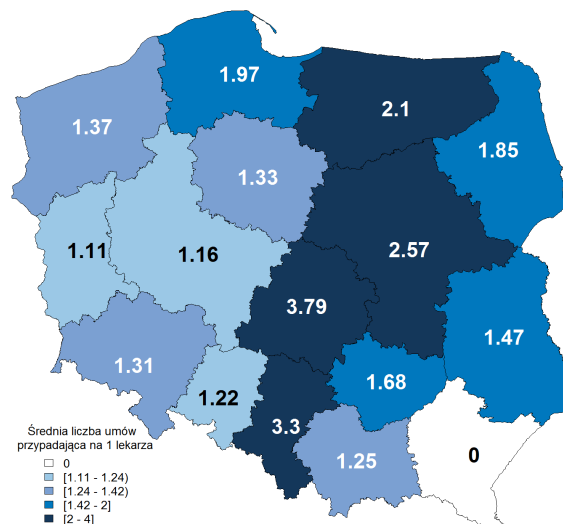 1.97
2.1
1.37
1.85
1.33
1.11
1.16
2.57
3.79
1.47
1.31
1.68
1.22
3.3
1.25
0
Średnia liczba umów
przypadająca na 1 lekarza
0
[1.11 - 1.24)
[1.24 - 1.42)
[1.42 - 2]
[2 - 4]